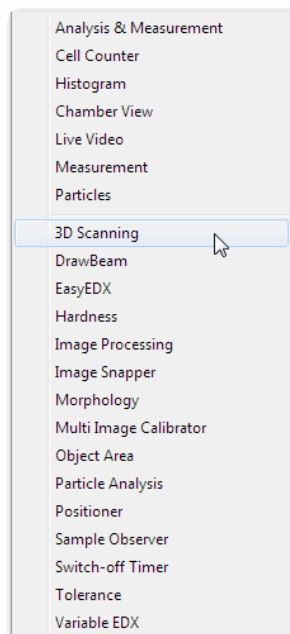 Analysis & Measurement
Cell Counter
Histogram
Chamber View
Live Video
Measurement
Particles
3D Scanning
DrawBeam
EasyEDX
Hardness
Image Processing
Image Snapper
Morphology
Multi Image Calibrator
Object Area
Particle Analysis
Positioner
Sample Observer
Switch-off Timer
Tolerance
Variable EDX